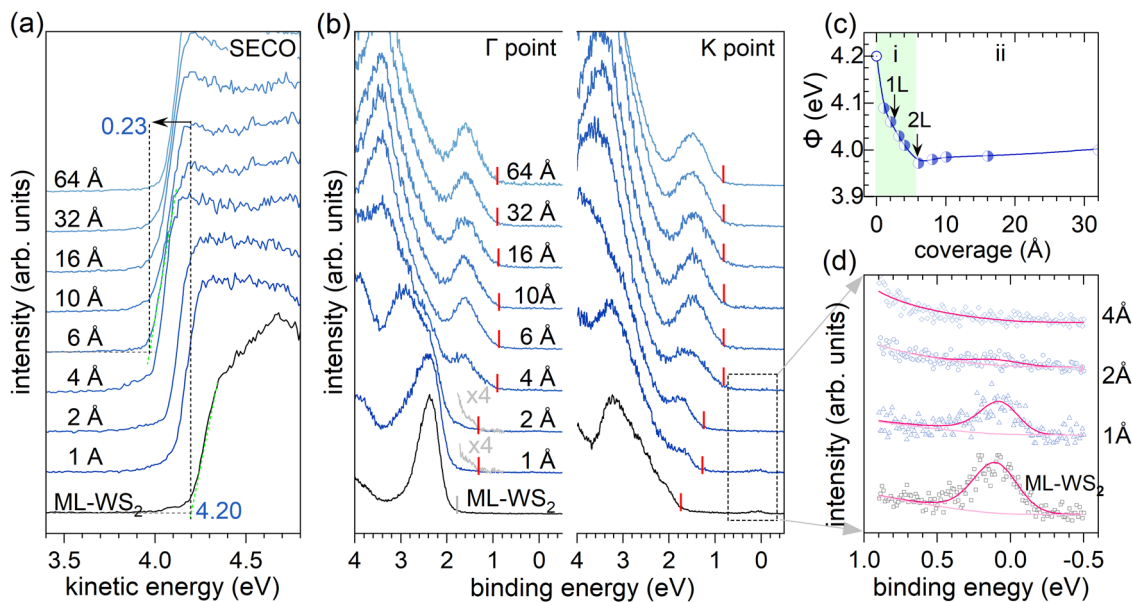 (a)
SECO
0.23
64 Å
32 Å
16 Å
10 Å
6 Å
4 Å
2 Å
1 A
ML-WS₂
4.20
intensity (arb. units)
3.5 4.0 4.5
kinetic energy (eV)
(b)
Γ point
K point
64 Å
32 Å
16 Å
10Å
6 Å
4 Å
x4
2 Å
x4
1 Å
ML-WS₂
intensity (arb. units)
4 3 2 1 0
4 3 2 1 0
binding energy (eV)
(c)
i
ii
1L
2L
4.2
4.1
4.0
3.9
Φ (eV)
0 10 20 30
coverage (Å)
(d)
4Å
2Å
1Å
ML-WS₂
intensity (arb. units)
1.0 0.5 0.0 -0.5
binding energy (eV)